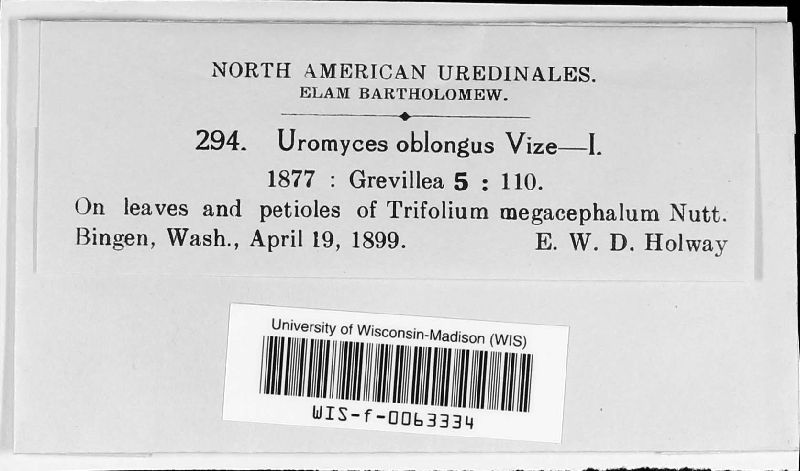 NORTH AMERICAN UREDINALES.
ELAM BARTHOLOMEW.
294. Uromyces oblongus Vize—I.
1877 : Grevillea 5 : 110.
On leaves and petioles of Trifolium megacephalum Nutt.
Bingen, Wash., April 19, 1899. E. W. D. Holway
University of Wisconsin-Madison (WIS)
WIS-f-0063334